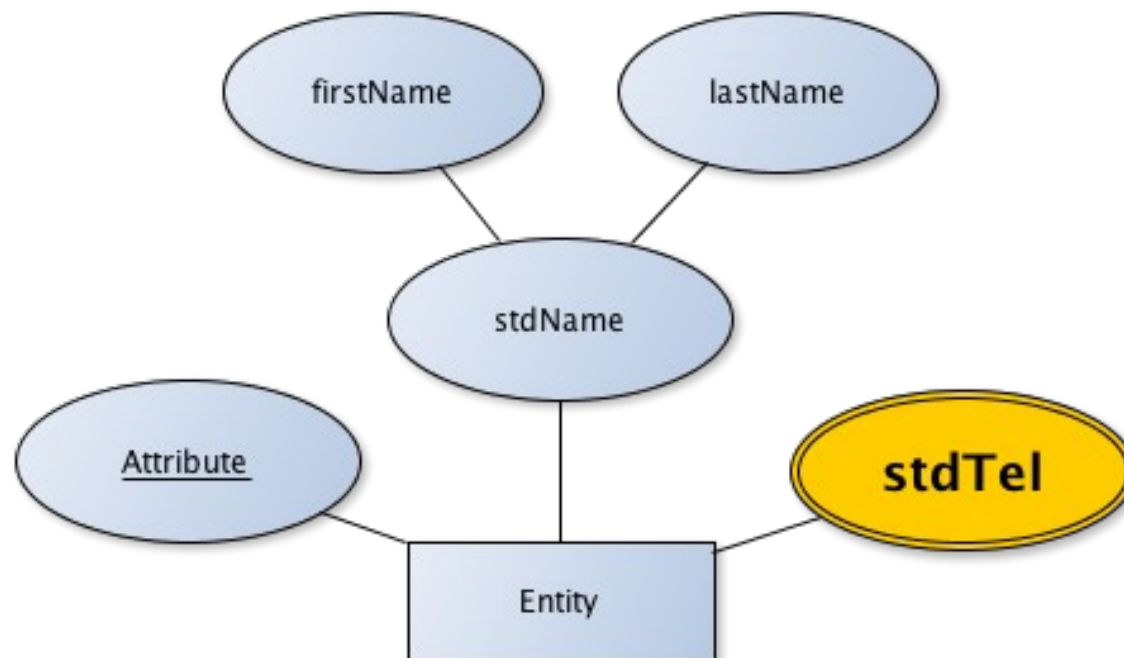 firstName
lastName
stdName
Attribute
stdTel
Entity